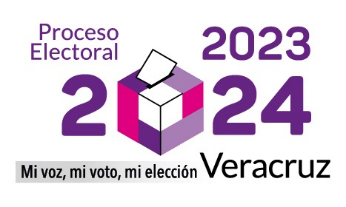 Proceso
Electoral
2023
2024
Mi voz, mi voto, mi elección
Veracruz